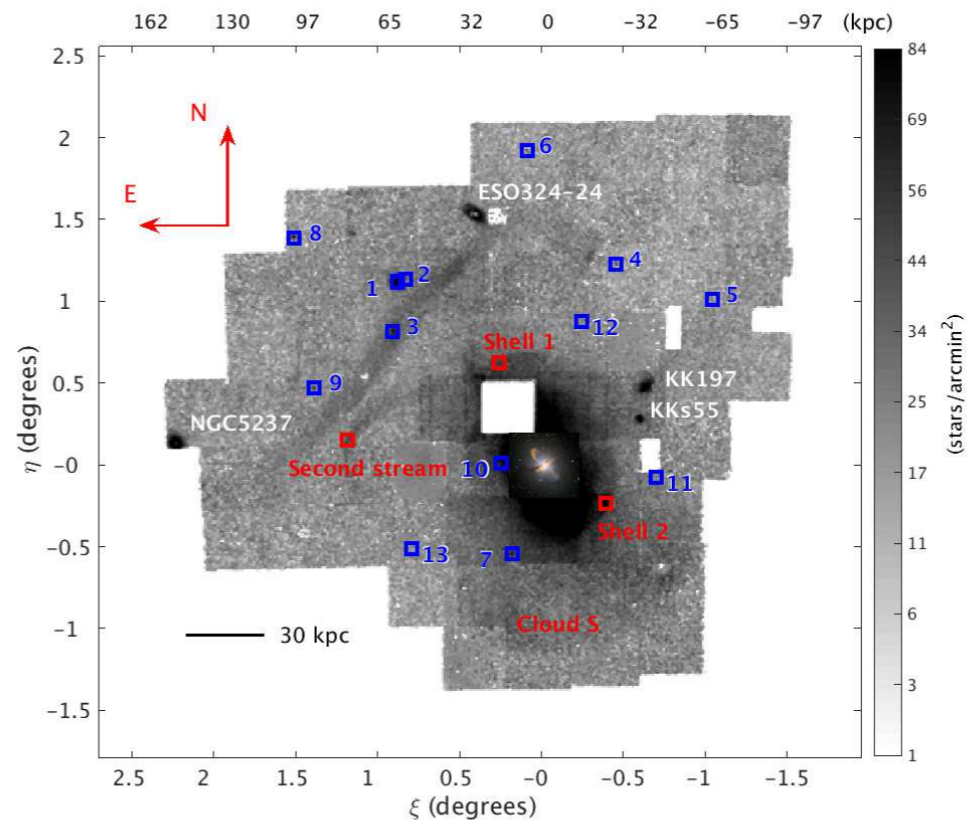 162 130 97 65 32 0 -32 -65 -97 (kpc)
2.5
2
1.5
1
0.5
-0
-0.5
-1
-1.5
η (degrees)
N
E
6
ESO324-24
8
1
2
4
5
3
12
Shell 1
9
KK197
KKs55
NGC5237
Second stream
10
11
Shell 2
13
7
Cloud S
30 kpc
84
69
56
44
34
25
17
11
6
3
1
(stars/arcmin²)
2.5 2 1.5 1 0.5 -0 -0.5 -1 -1.5
ξ (degrees)